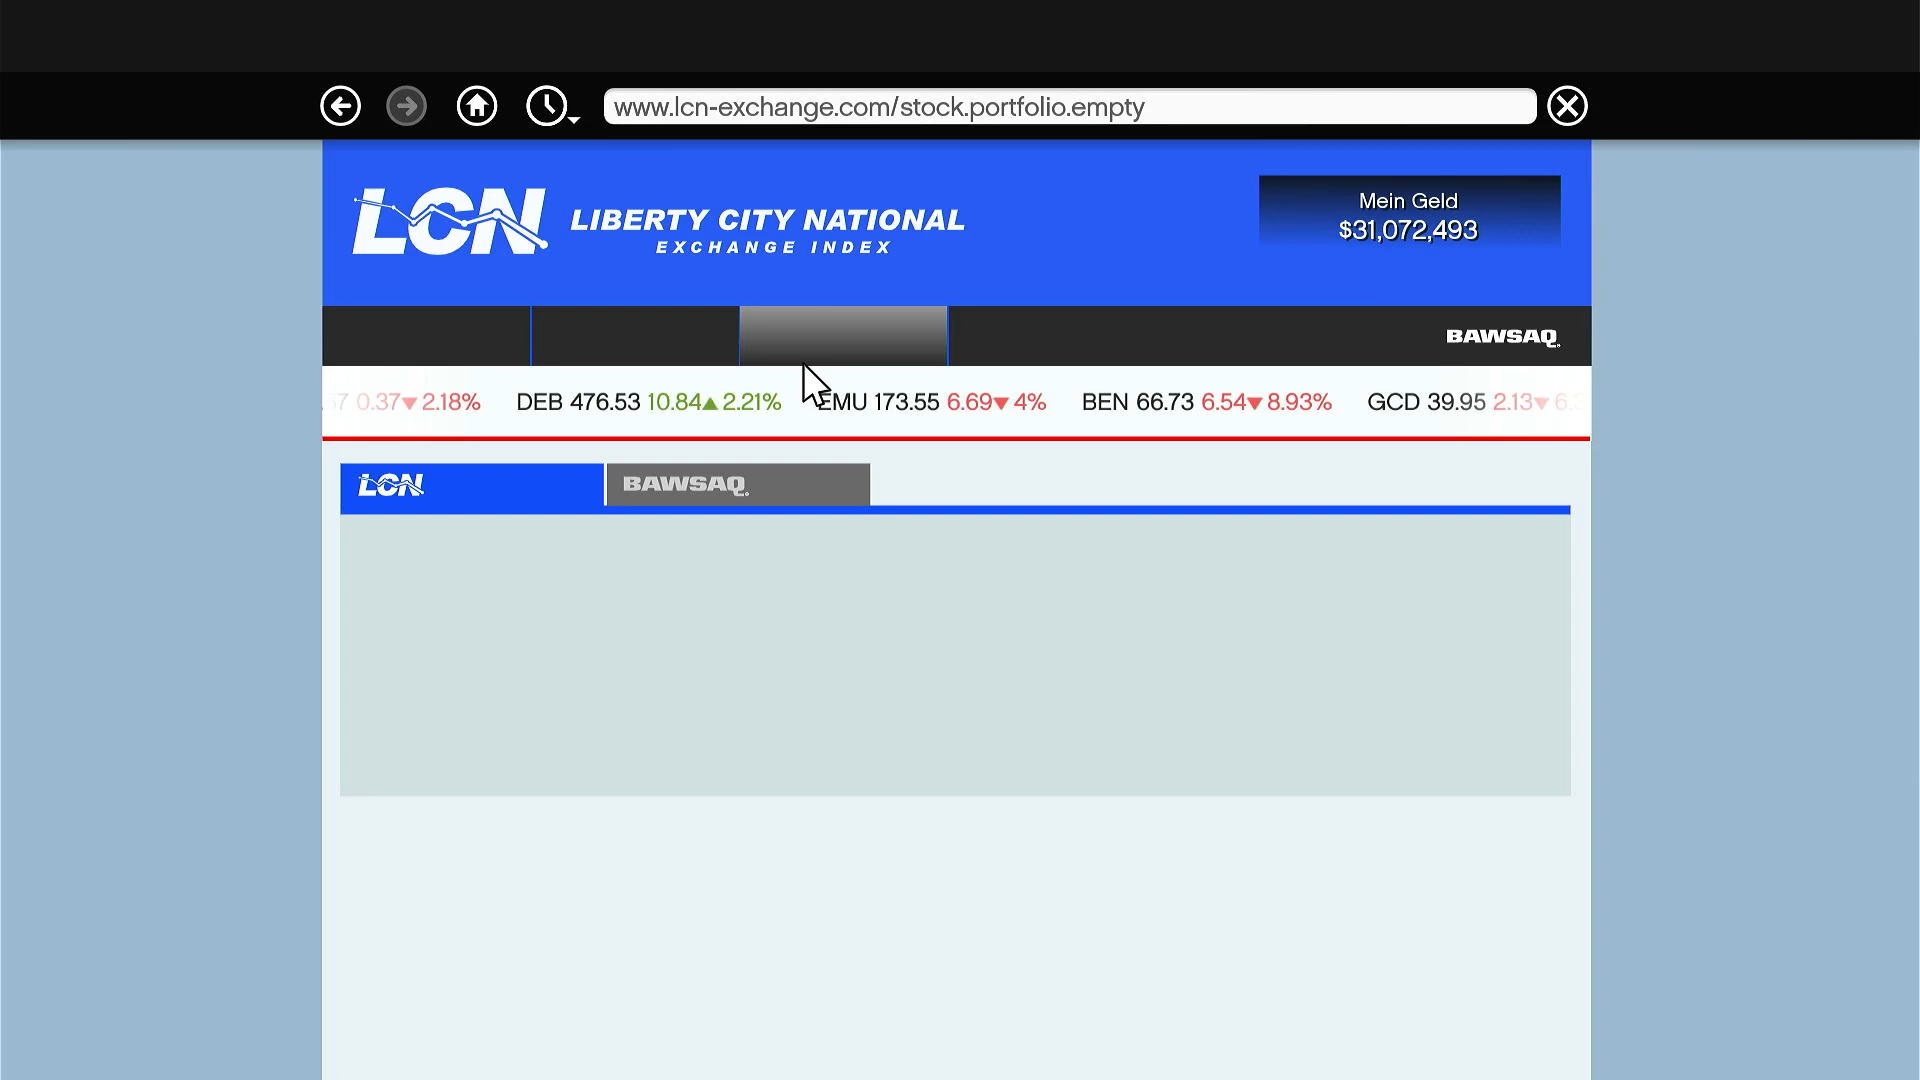 www.lcn-exchange.com/stock.portfolio.empty
LCN
LIBERTY CITY NATIONAL
EXCHANGE INDEX
Mein Geld
$31,072,493
BAWSAQ
0.37▼2.18% DEB 476.53 10.84▲2.21% EMU 173.55 6.69▼4% BEN 66.73 6.54▼8.93% GCD 39.95 2.13▼
LCN
BAWSAQ